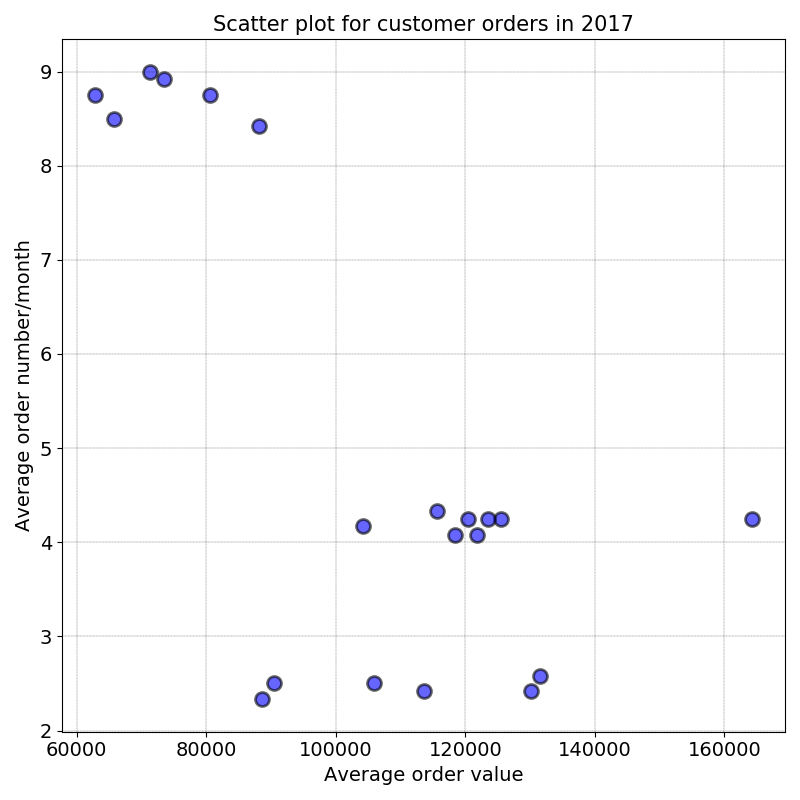 Scatter plot for customer orders in 2017
9
8
7
6
5
4
3
2
Average order number/month
60000 80000 100000 120000 140000 160000
Average order value